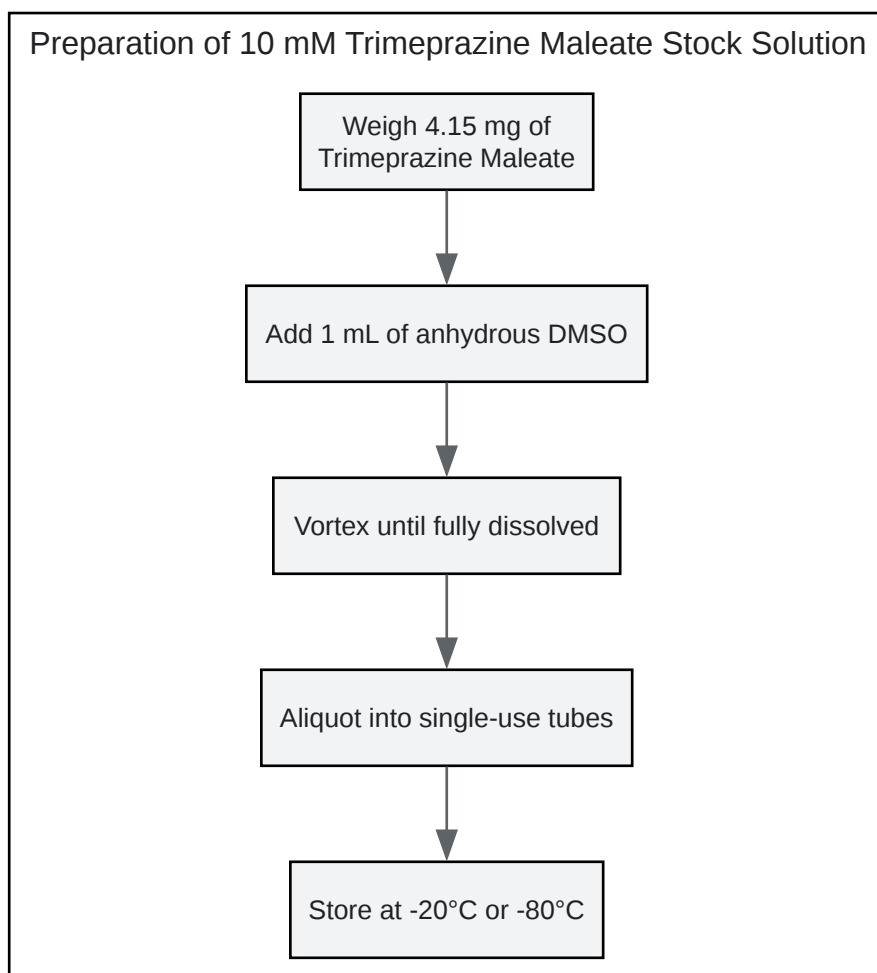 Preparation of 10 mM Trimeprazine Maleate Stock Solution
Weigh 4.15 mg of
Trimeprazine Maleate
Add 1 mL of anhydrous DMSO
Vortex until fully dissolved
Aliquot into single-use tubes
Store at -20°C or -80°C